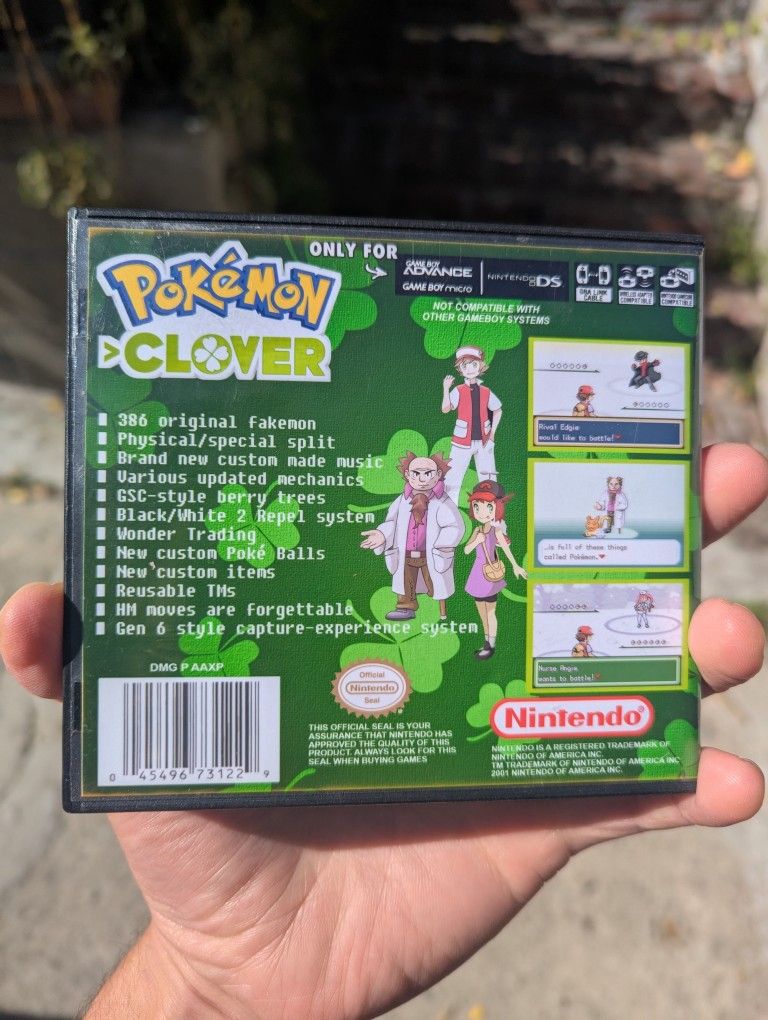 POKéMON
>CLOVER
ONLY FOR
GAME BOY
ADVANCE
GAME BOY micro
NINTENDO DS
GBA LINK
CABLE
WIRELESS ADAPTER
COMPATIBLE
COMPATIBLE
NOT COMPATIBLE WITH
OTHER GAMEBOY SYSTEMS
386 original fakemon
Physical/special split
Brand new custom made music
Various updated mechanics
GSC-style berry trees
Black/White 2 Repel system
Wonder Trading
New custom Poké Balls
New custom items
Reusable TMs
HM moves are forgettable
Gen 6 style capture-experience system
Rival Edgie
would like to battle!
…is full of these things
called Pokémon.
Nurse Angie
wants to battle!
DMG P AAXP
0 45496 73122 9
Official
Nintendo
Seal
THIS OFFICIAL SEAL IS YOUR
ASSURANCE THAT NINTENDO HAS
APPROVED THE QUALITY OF THIS
PRODUCT. ALWAYS LOOK FOR THIS
SEAL WHEN BUYING GAMES
Nintendo®
NINTENDO IS A REGISTERED TRADEMARK OF
NINTENDO OF AMERICA INC.
TM TRADEMARK OF NINTENDO OF AMERICA INC
2001 NINTENDO OF AMERICA INC.